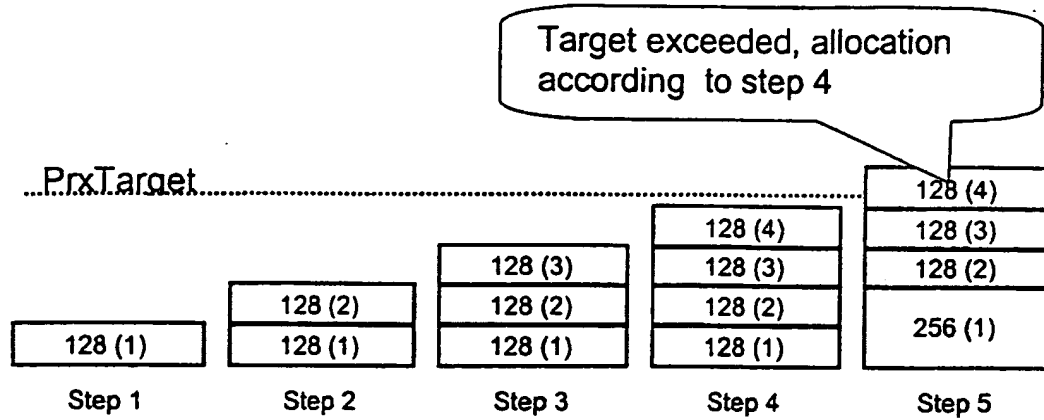 Target exceeded, allocation
according to step 4
PrxTarget
128 (4)
128 (4)
128 (3)
128 (3)
128 (3)
128 (2)
128 (2)
128 (2)
128 (2)
256 (1)
128 (1)
128 (1)
128 (1)
128 (1)
Step 1
Step 2
Step 3
Step 4
Step 5